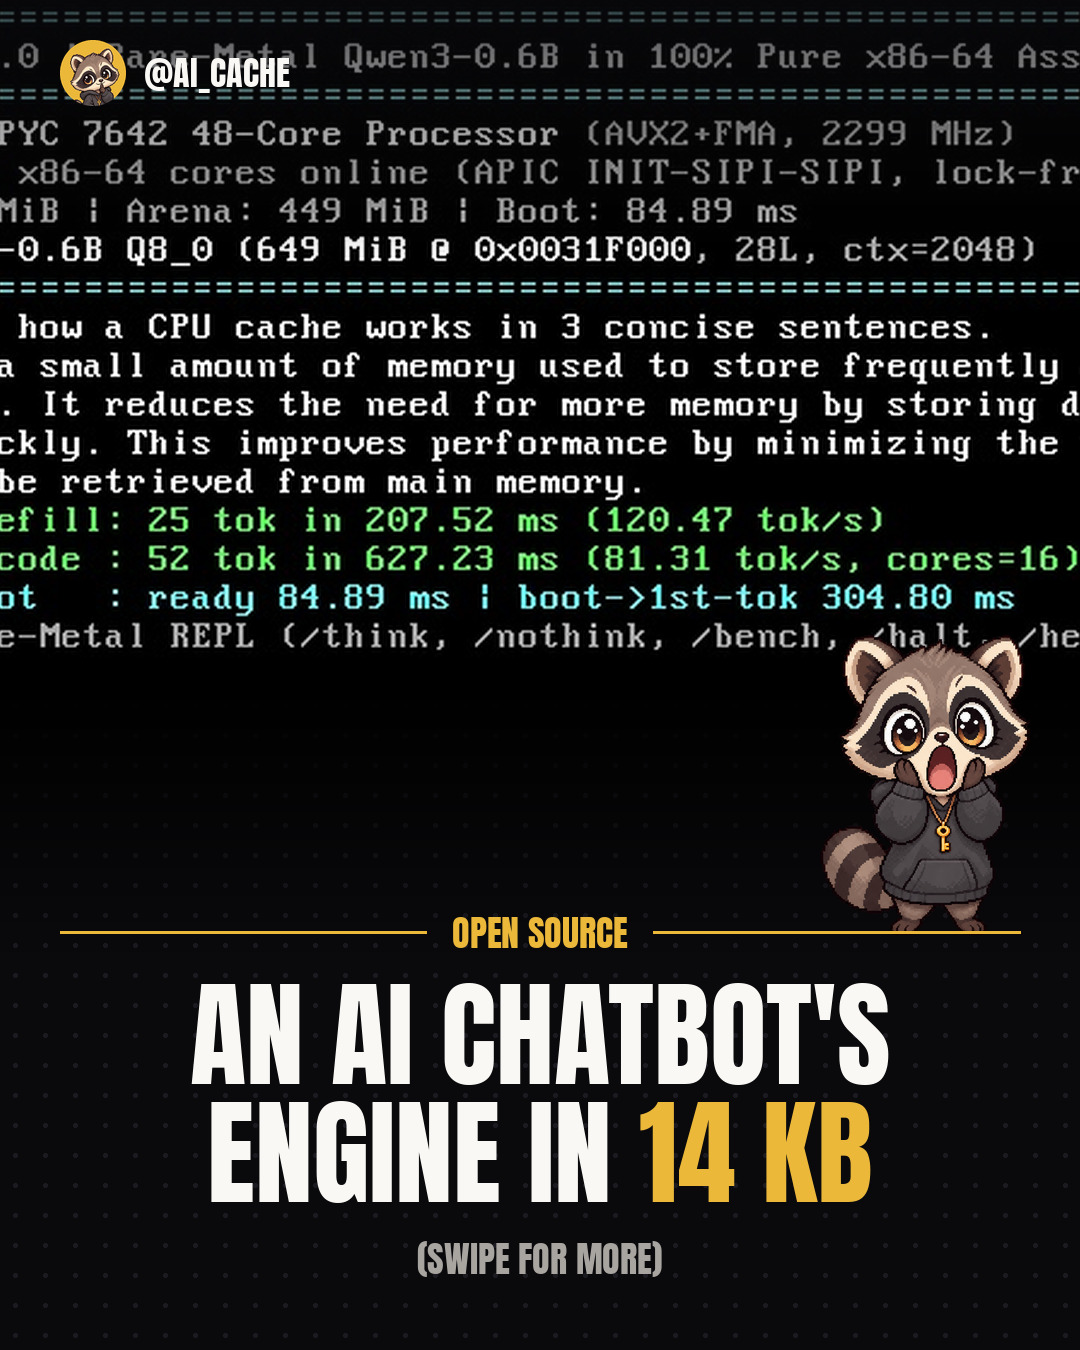 .0 Bare-Metal Qwen3-0.6B in 100% Pure x86-64 Ass
@AI_CACHE
PYC 7642 48-Core Processor (AVX2+FMA, 2299 MHz)
x86-64 cores online (APIC INIT-SIPI-SIPI, lock-fr
MiB | Arena: 449 MiB | Boot: 84.89 ms
-0.6B Q8_0 (649 MiB @ 0x0031F000, 28L, ctx=2048)
how a CPU cache works in 3 concise sentences.
a small amount of memory used to store frequently
. It reduces the need for more memory by storing d
ckly. This improves performance by minimizing the
be retrieved from main memory.
efill: 25 tok in 207.52 ms (120.47 tok/s)
code : 52 tok in 627.23 ms (81.31 tok/s, cores=16)
ot : ready 84.89 ms | boot->1st-tok 304.80 ms
e-Metal REPL (/think, /nothink, /bench, /halt, /he
OPEN SOURCE
AN AI CHATBOT'S
ENGINE IN 14 KB
(SWIPE FOR MORE)